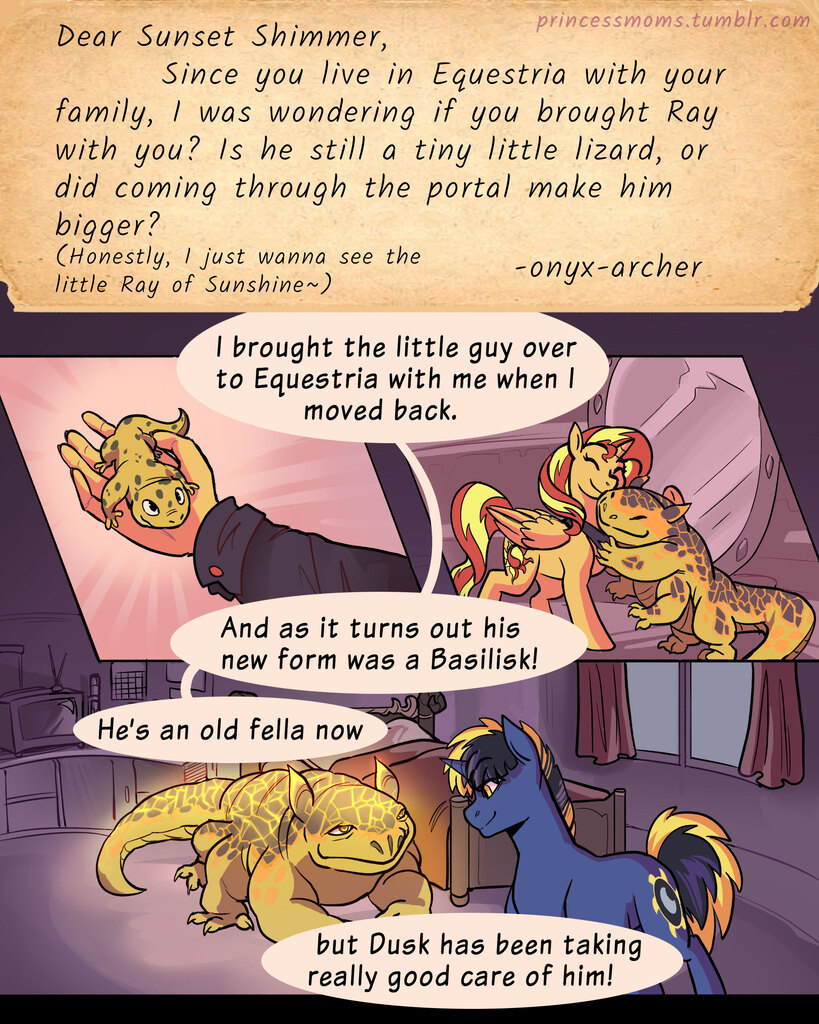 princessmoms.tumblr.com
Dear Sunset Shimmer,
Since you live in Equestria with your
family, I was wondering if you brought Ray
with you? Is he still a tiny little lizard, or
did coming through the portal make him
bigger?
(Honestly, I just wanna see the
little Ray of Sunshine~)
-onyx-archer
I brought the little guy over
to Equestria with me when I
moved back.
And as it turns out his
new form was a Basilisk!
He's an old fella now
but Dusk has been taking
really good care of him!